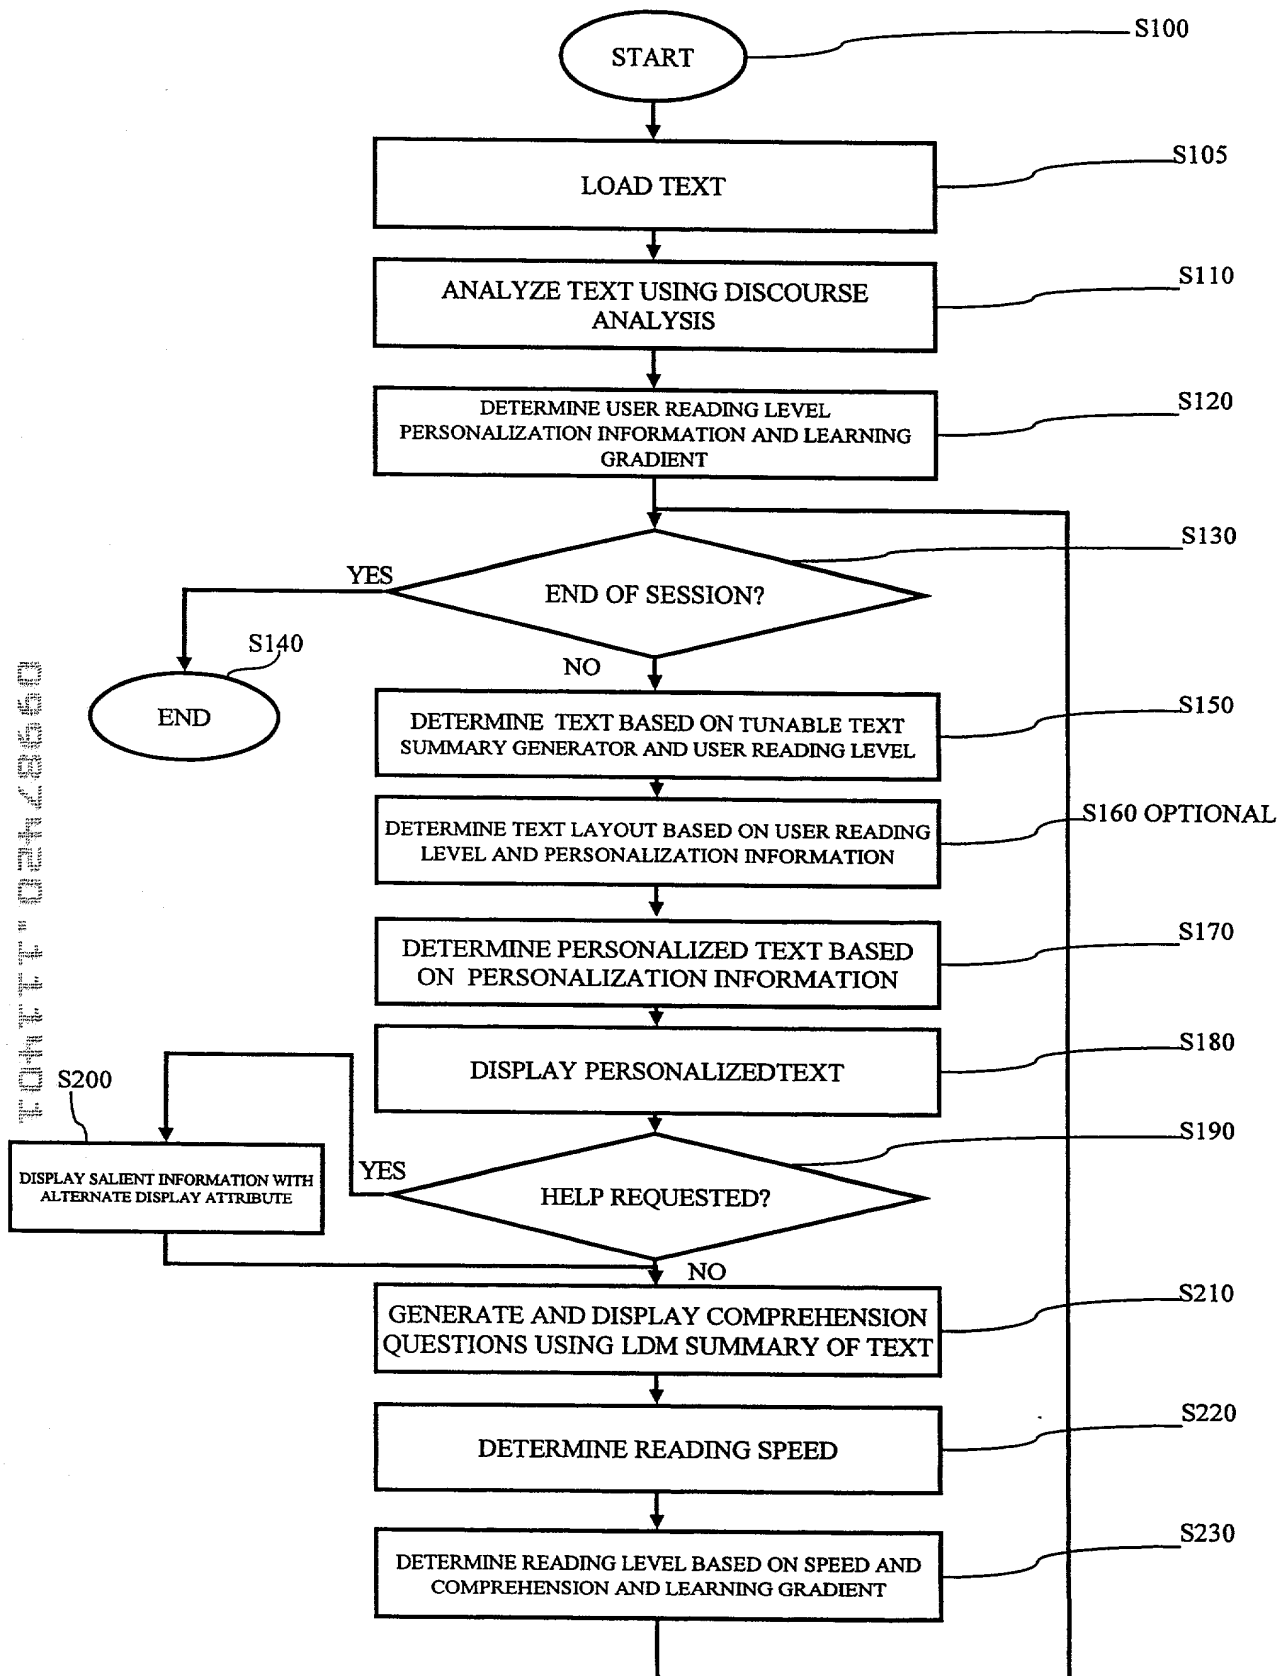 START
S100
LOAD TEXT
S105
ANALYZE TEXT USING DISCOURSE
ANALYSIS
S110
DETERMINE USER READING LEVEL
PERSONALIZATION INFORMATION AND LEARNING
GRADIENT
S120
END OF SESSION?
S130
YES
NO
S140
END
DETERMINE TEXT BASED ON TUNABLE TEXT
SUMMARY GENERATOR AND USER READING LEVEL
S150
DETERMINE TEXT LAYOUT BASED ON USER READING
LEVEL AND PERSONALIZATION INFORMATION
S160 OPTIONAL
DETERMINE PERSONALIZED TEXT BASED
ON PERSONALIZATION INFORMATION
S170
DISPLAY PERSONALIZEDTEXT
S180
HELP REQUESTED?
S190
YES
NO
S200
DISPLAY SALIENT INFORMATION WITH
ALTERNATE DISPLAY ATTRIBUTE
GENERATE AND DISPLAY COMPREHENSION
QUESTIONS USING LDM SUMMARY OF TEXT
S210
DETERMINE READING SPEED
S220
DETERMINE READING LEVEL BASED ON SPEED AND
COMPREHENSION AND LEARNING GRADIENT
S230